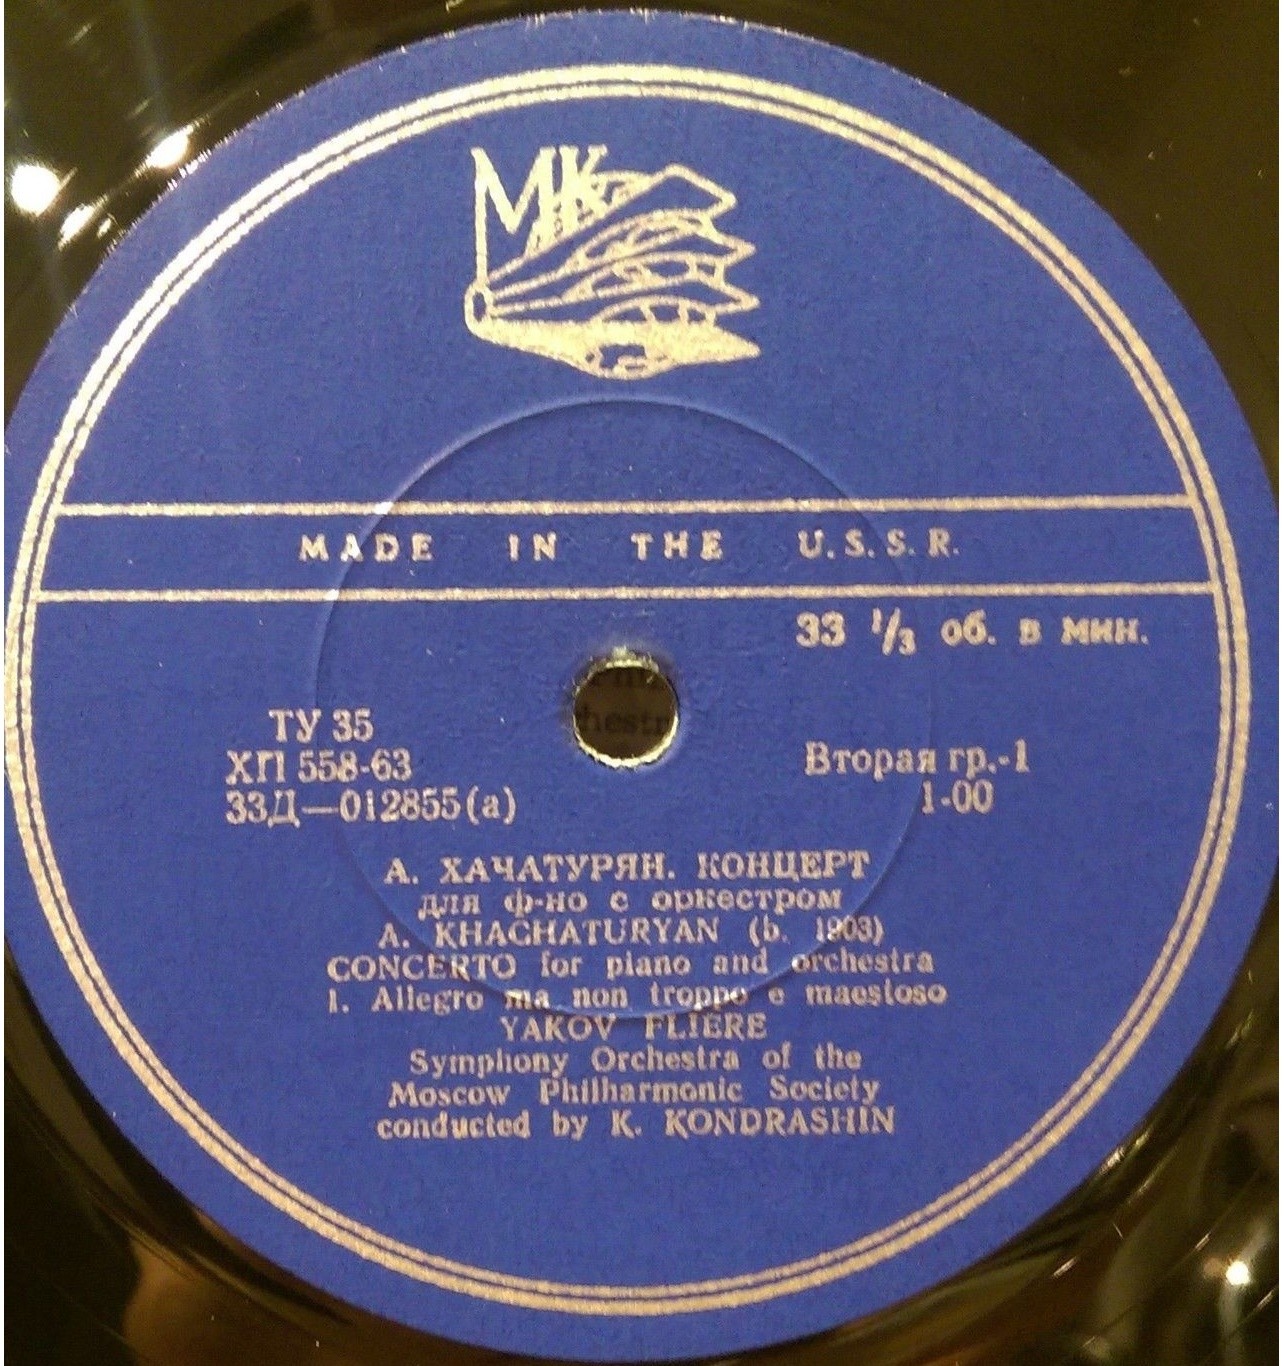 MK
MADE IN THE U.S.S.R.
33 1/3 об. в мин.
ТУ 35
ХП 558-63
33Д—012855(а)
Вторая гр.-1
1-00
А. ХАЧАТУРЯН. КОНЦЕРТ
для ф-но с оркестром
A. KHACHATURYAN (b. 1903)
CONCERTO for piano and orchestra
1. Allegro ma non troppo e maestoso
YAKOV FLIERE
Symphony Orchestra of the
Moscow Philharmonic Society
conducted by K. KONDRASHIN